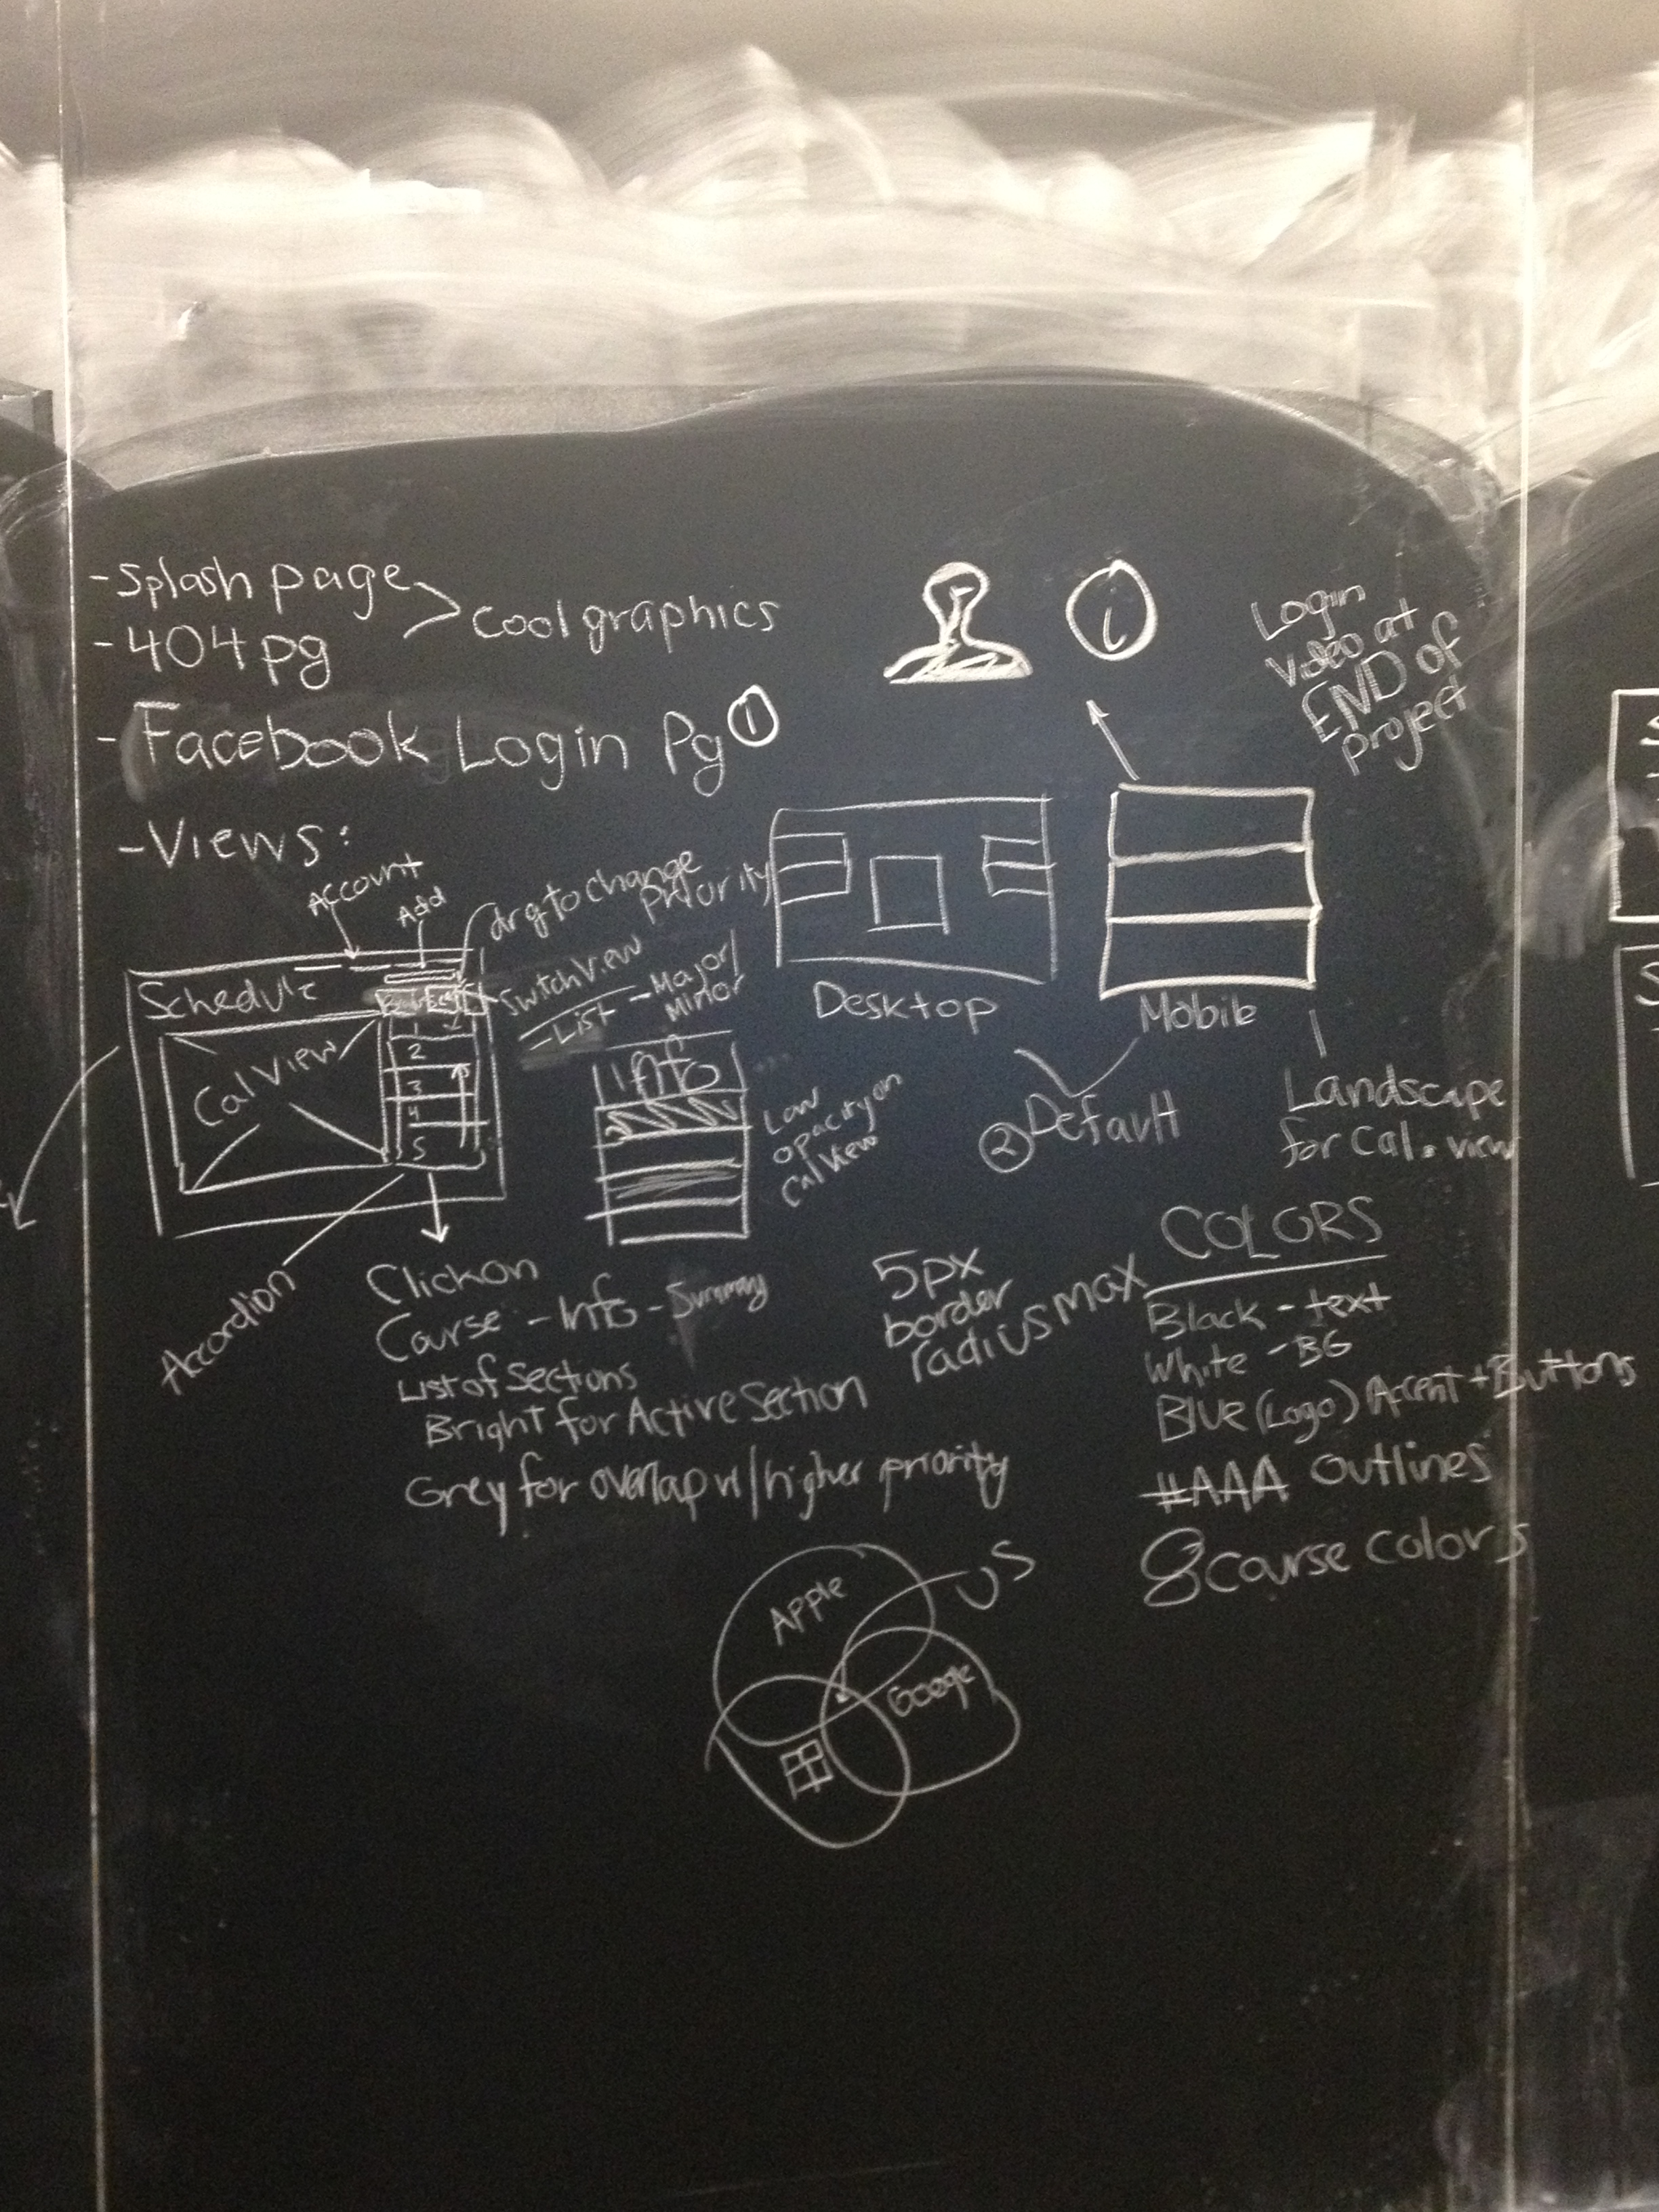 -Splash page
-404 pg
Cool graphics
-Facebook Login Pg ①
-Views:
Account
Add
drg to change
Priority
Schedule
Switch View
-List - Major/
Minor
Cal View
1
2
3
4
5
Info
Low
opacity on
Cal View
Accordion
Click on
Course - Info - Summary
List of Sections
Bright for Active Section
Grey for overlap w/higher priority
i
Login
Video at
END of
project
Desktop
Mobile
② Default
Landscape
for Cal. view
5px
border
radius max
COLORS
Black - text
White - BG
Blue (Logo) Accent + Buttons
#AAA Outlines
8 course colors
Apple
US
Google